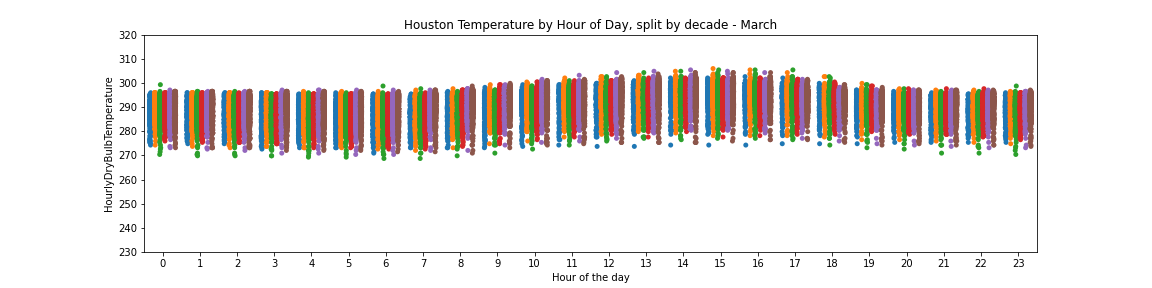 Houston Temperature by Hour of Day, split by decade - March
HourlyDryBulbTemperature
320
310
300
290
280
270
260
250
240
230
0 1 2 3 4 5 6 7 8 9 10 11 12 13 14 15 16 17 18 19 20 21 22 23
Hour of the day